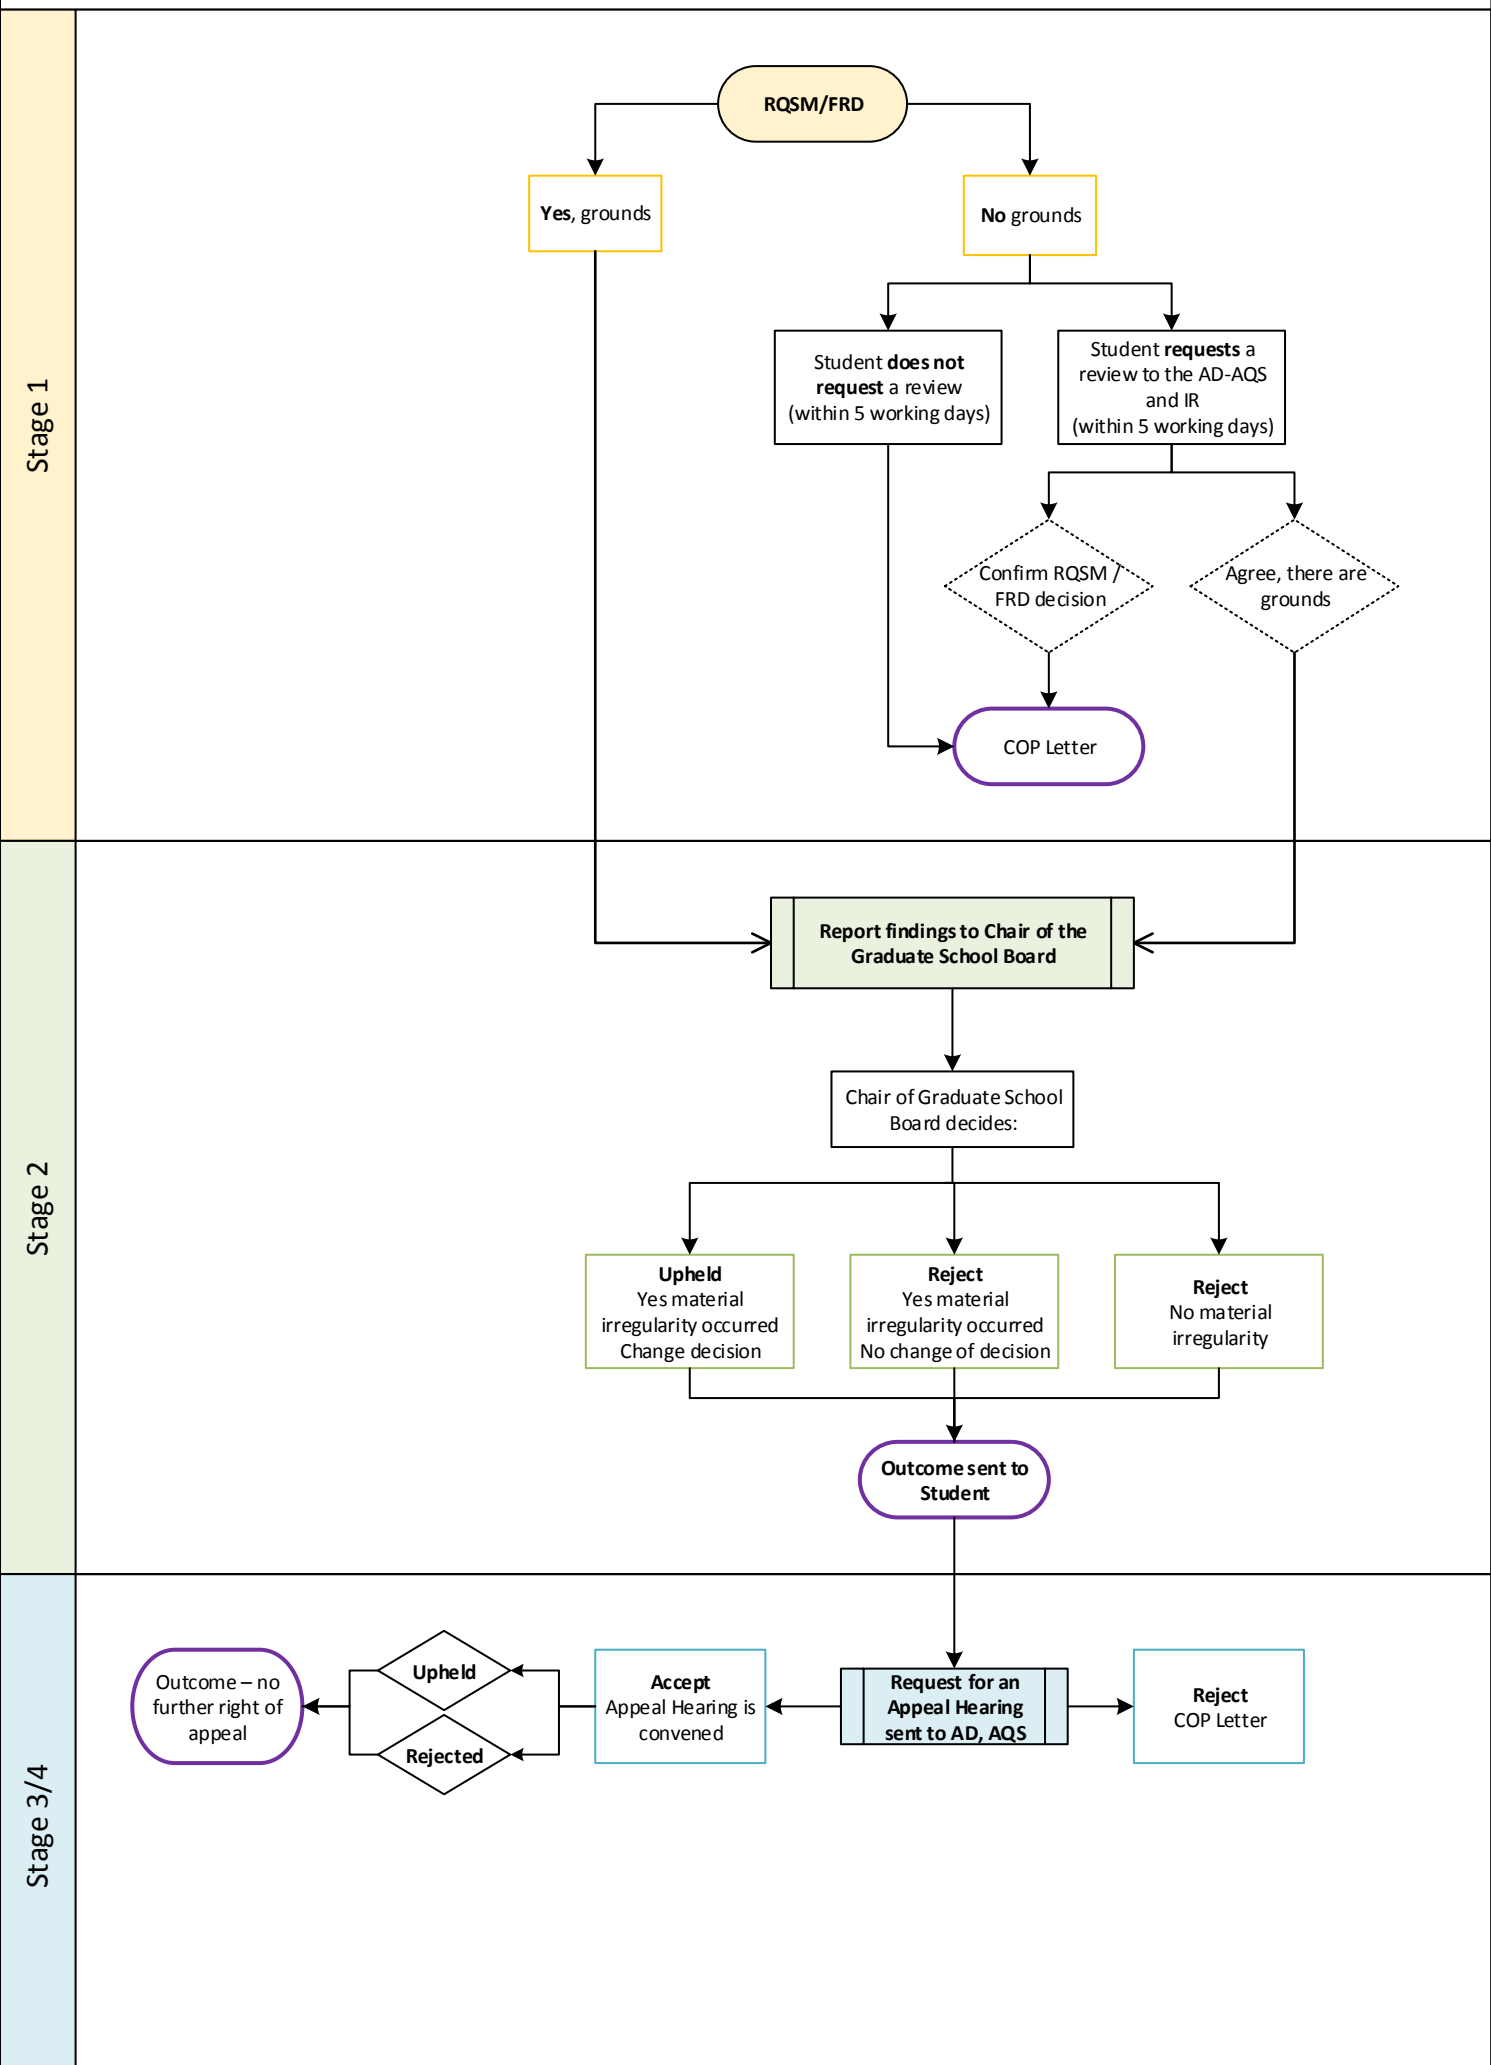 Stage 1
RQSM/FRD
Yes, grounds
No grounds
Student does not
request a review
(within 5 working days)
Student requests a
review to the AD-AQS
and IR
(within 5 working days)
Confirm RQSM /
FRD decision
Agree, there are
grounds
COP Letter
Stage 2
Report findings to Chair of the
Graduate School Board
Chair of Graduate School
Board decides:
Upheld
Yes material
irregularity occurred
Change decision
Reject
Yes material
irregularity occurred
No change of decision
Reject
No material
irregularity
Outcome sent to
Student
Stage 3/4
Outcome – no
further right of
appeal
Upheld
Rejected
Accept
Appeal Hearing is
convened
Request for an
Appeal Hearing
sent to AD, AQS
Reject
COP Letter